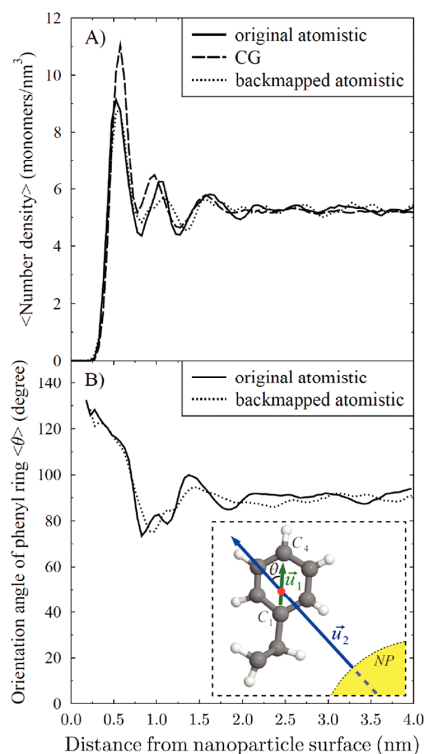 A)
original atomistic
CG
backmapped atomistic
<Number density> (monomers/nm³)
12
10
8
6
4
2
0
B)
original atomistic
backmapped atomistic
Orientation angle of phenyl ring <θ> (degree)
140
120
100
80
60
40
20
0
C₄
θ
u⃗₁
C₁
u⃗₂
NP
0.0 0.5 1.0 1.5 2.0 2.5 3.0 3.5 4.0
Distance from nanoparticle surface (nm)